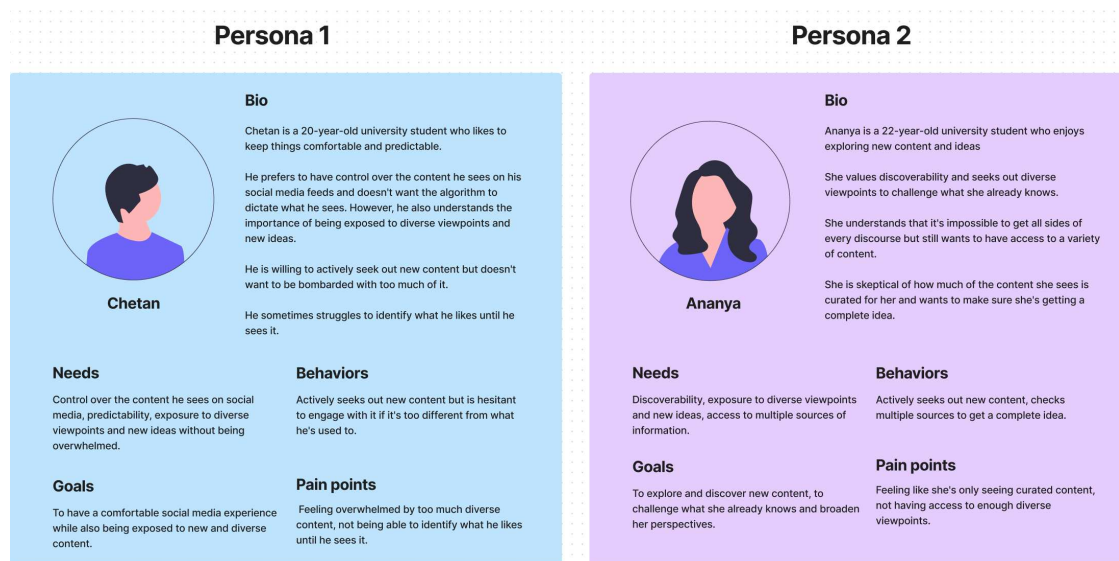 Persona 1
Bio
Chetan is a 20-year-old university student who likes to
keep things comfortable and predictable.
He prefers to have control over the content he sees on his
social media feeds and doesn't want the algorithm to
dictate what he sees. However, he also understands the
importance of being exposed to diverse viewpoints and
new ideas.
He is willing to actively seek out new content but doesn't
want to be bombarded with too much of it.
He sometimes struggles to identify what he likes until he
sees it.
Chetan
Needs
Control over the content he sees on social
media, predictability, exposure to diverse
viewpoints and new ideas without being
overwhelmed.
Behaviors
Actively seeks out new content but is hesitant
to engage with it if it's too different from what
he's used to.
Goals
To have a comfortable social media experience
while also being exposed to new and diverse
content.
Pain points
Feeling overwhelmed by too much diverse
content, not being able to identify what he likes
until he sees it.
Persona 2
Bio
Ananya is a 22-year-old university student who enjoys
exploring new content and ideas
She values discoverability and seeks out diverse
viewpoints to challenge what she already knows.
She understands that it's impossible to get all sides of
every discourse but still wants to have access to a variety
of content.
She is skeptical of how much of the content she sees is
curated for her and wants to make sure she's getting a
complete idea.
Ananya
Needs
Discoverability, exposure to diverse viewpoints
and new ideas, access to multiple sources of
information.
Behaviors
Actively seeks out new content, checks
multiple sources to get a complete idea.
Goals
To explore and discover new content, to
challenge what she already knows and broaden
her perspectives.
Pain points
Feeling like she's only seeing curated content,
not having access to enough diverse
viewpoints.